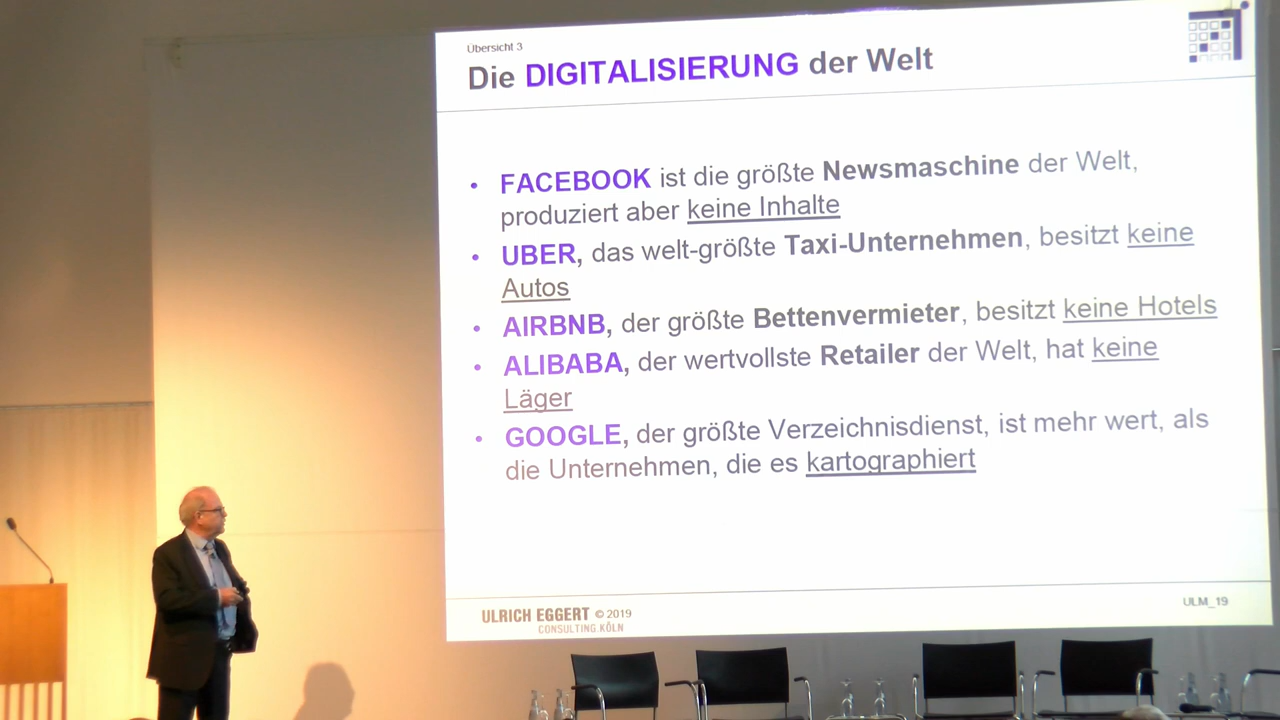 Übersicht 3
Die DIGITALISIERUNG der Welt
• FACEBOOK ist die größte Newsmaschine der Welt,
produziert aber keine Inhalte
• UBER, das welt-größte Taxi-Unternehmen, besitzt keine
Autos
• AIRBNB, der größte Bettenvermieter, besitzt keine Hotels
• ALIBABA, der wertvollste Retailer der Welt, hat keine
Läger
• GOOGLE, der größte Verzeichnisdienst, ist mehr wert, als
die Unternehmen, die es kartographiert
ULRICH EGGERT © 2019
CONSULTING.KÖLN
ULM_19